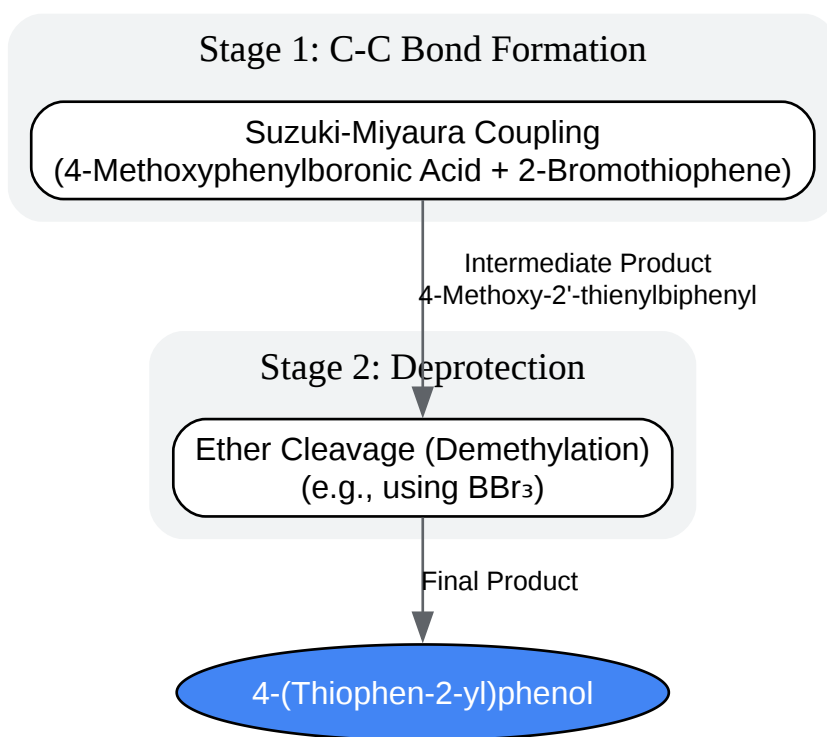 Stage 1: C-C Bond Formation
Suzuki-Miyaura Coupling
(4-Methoxyphenylboronic Acid + 2-Bromothiophene)
Intermediate Product
4-Methoxy-2'-thienylbiphenyl
Stage 2: Deprotection
Ether Cleavage (Demethylation)
(e.g., using BBr₃)
Final Product
4-(Thiophen-2-yl)phenol